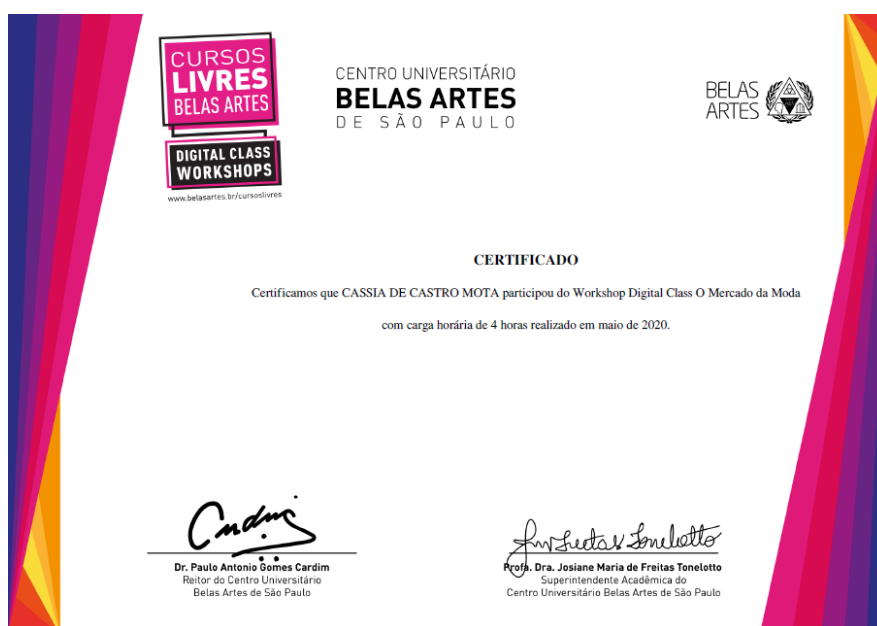 CURSOS
LIVRES
BELAS ARTES
DIGITAL CLASS
WORKSHOPS
www.belasartes.br/cursoslivres
CENTRO UNIVERSITÁRIO
BELAS ARTES
DE SÃO PAULO
BELAS
ARTES
CERTIFICADO
Certificamos que CASSIA DE CASTRO MOTA participou do Workshop Digital Class O Mercado da Moda
com carga horária de 4 horas realizado em maio de 2020.
Dr. Paulo Antonio Gomes Cardim
Reitor do Centro Universitário
Belas Artes de São Paulo
Profa. Dra. Josiane Maria de Freitas Tonelotto
Superintendente Acadêmica do
Centro Universitário Belas Artes de São Paulo